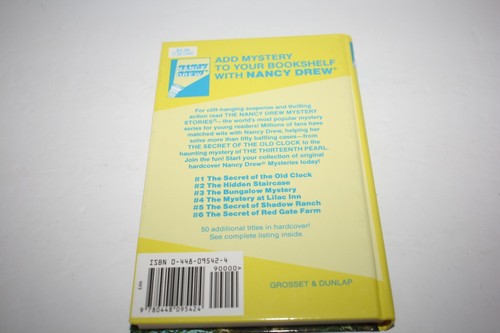 ADD MYSTERY
TO YOUR BOOKSHELF
WITH NANCY DREW®
NANCY
DREW
For cliff-hanging suspense and thrilling
action read THE NANCY DREW MYSTERY
STORIES®—the world's most popular mystery
series for young readers! Millions of fans have
matched wits with Nancy Drew, helping her
solve more than fifty baffling cases—from
THE SECRET OF THE OLD CLOCK to the
haunting mystery of THE THIRTEENTH PEARL.
Join the fun! Start your collection of original
hardcover Nancy Drew® Mysteries today!
#1 The Secret of the Old Clock
#2 The Hidden Staircase
#3 The Bungalow Mystery
#4 The Mystery at Lilac Inn
#5 The Secret of Shadow Ranch
#6 The Secret of Red Gate Farm
50 additional titles in hardcover!
See complete listing inside.
ISBN 0-448-09542-4
90000>
9 780448 095424
GROSSET & DUNLAP